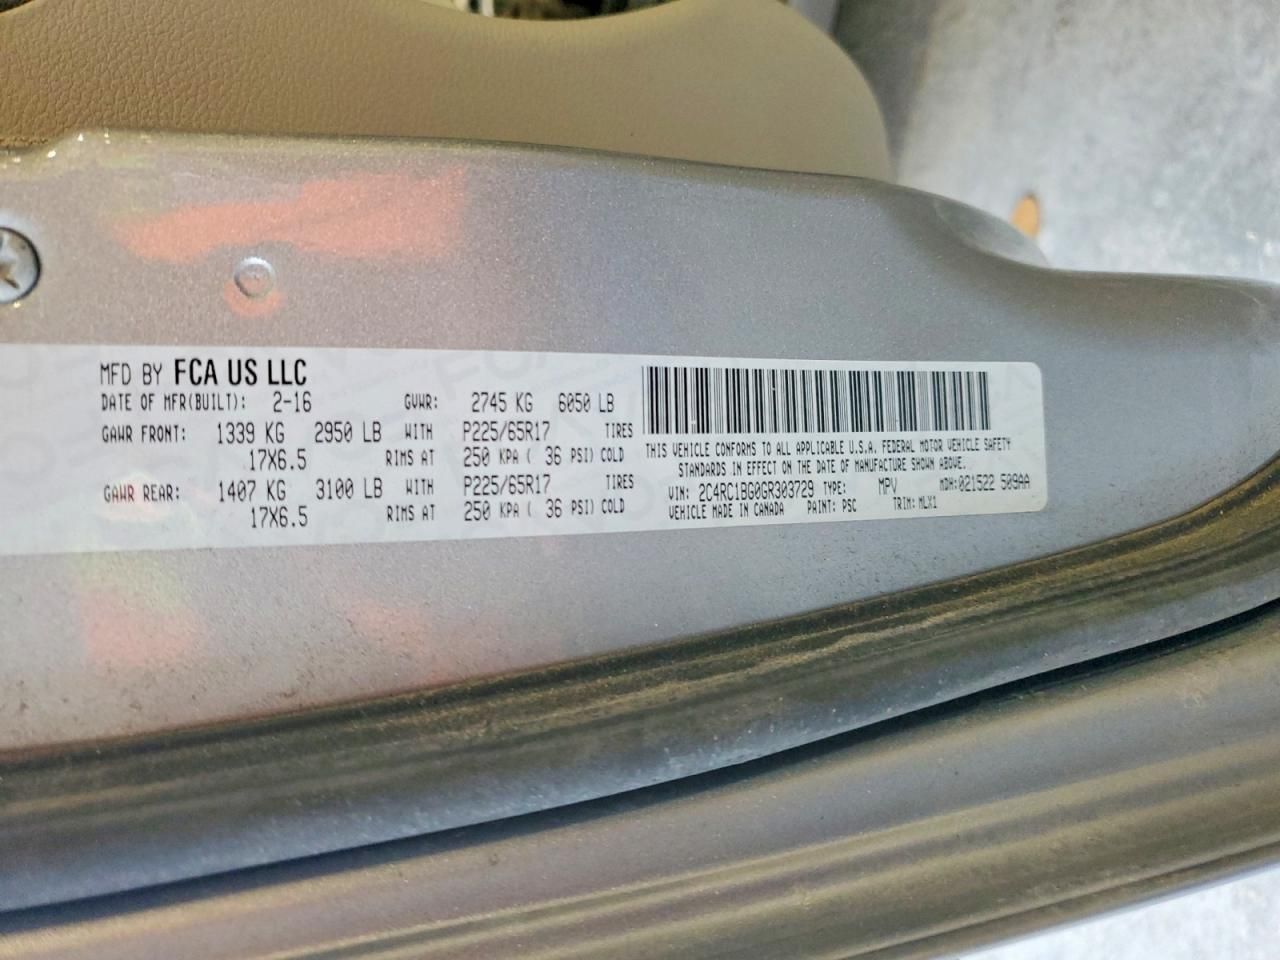 MFD BY FCA US LLC
DATE OF MFR(BUILT): 2-16 GVWR: 2745 KG 6050 LB
GAWR FRONT: 1339 KG 2950 LB WITH P225/65R17 TIRES
17X6.5 RIMS AT 250 KPA ( 36 PSI) COLD
GAWR REAR: 1407 KG 3100 LB WITH P225/65R17 TIRES
17X6.5 RIMS AT 250 KPA ( 36 PSI) COLD
THIS VEHICLE CONFORMS TO ALL APPLICABLE U.S.A. FEDERAL MOTOR VEHICLE SAFETY
STANDARDS IN EFFECT ON THE DATE OF MANUFACTURE SHOWN ABOVE.
VIN: 2C4RC1BG0GR303729 TYPE: MPV MDH:021522 509AA
VEHICLE MADE IN CANADA PAINT: PSC TRIM: MLX1